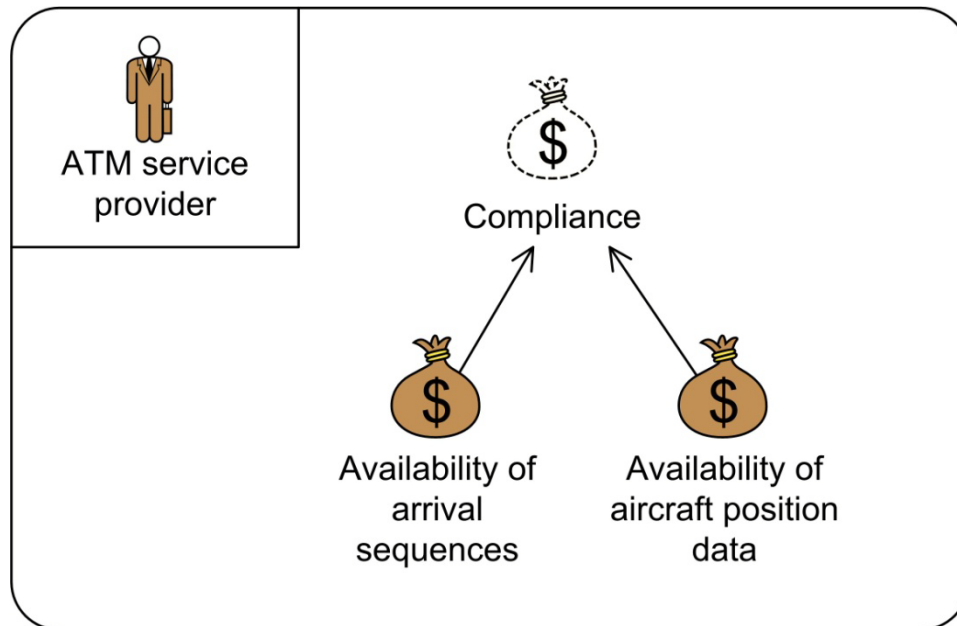 ATM service
provider
$
Compliance
$
$
Availability of
arrival
sequences
Availability of
aircraft position
data